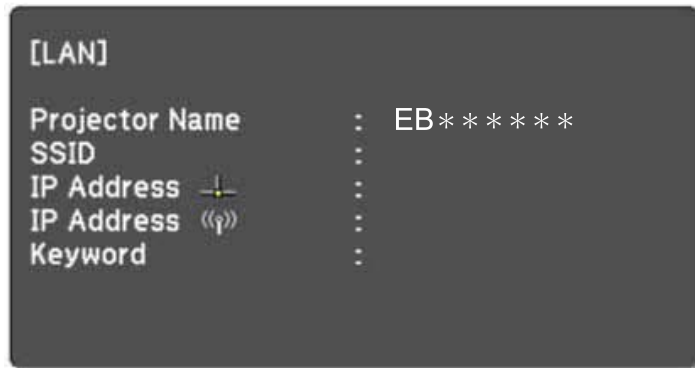 [LAN]
Projector Name : EB******
SSID :
IP Address :
IP Address :
Keyword :